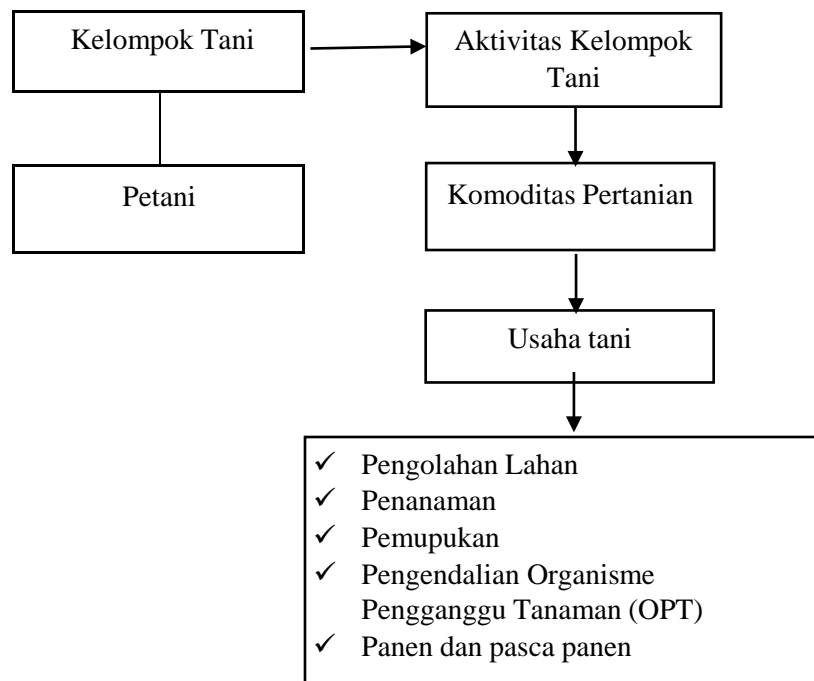 Kelompok Tani
Aktivitas Kelompok
Tani
Petani
Komoditas Pertanian
Usaha tani
✓ Pengolahan Lahan
✓ Penanaman
✓ Pemupukan
✓ Pengendalian Organisme
Pengganggu Tanaman (OPT)
✓ Panen dan pasca panen